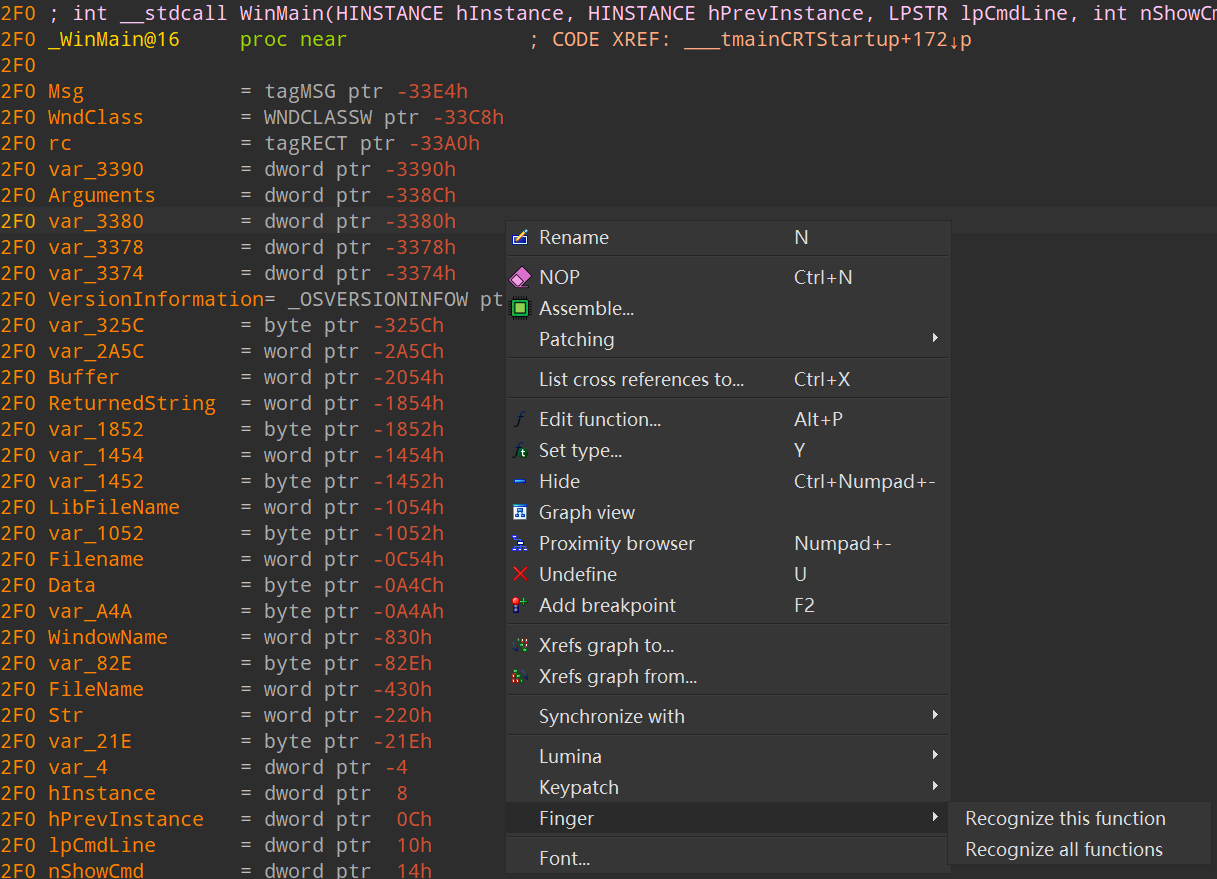 2F0 ; int __stdcall WinMain(HINSTANCE hInstance, HINSTANCE hPrevInstance, LPSTR lpCmdLine, int nShowCm
2F0 _WinMain@16 proc near ; CODE XREF: ___tmainCRTStartup+172↓p
2F0
2F0 Msg = tagMSG ptr -33E4h
2F0 WndClass = WNDCLASSW ptr -33C8h
2F0 rc = tagRECT ptr -33A0h
2F0 var_3390 = dword ptr -3390h
2F0 Arguments = dword ptr -338Ch
2F0 var_3380 = dword ptr -3380h
2F0 var_3378 = dword ptr -3378h
2F0 var_3374 = dword ptr -3374h
2F0 VersionInformation= _OSVERSIONINFOW pt
2F0 var_325C = byte ptr -325Ch
2F0 var_2A5C = word ptr -2A5Ch
2F0 Buffer = word ptr -2054h
2F0 ReturnedString = word ptr -1854h
2F0 var_1852 = byte ptr -1852h
2F0 var_1454 = word ptr -1454h
2F0 var_1452 = byte ptr -1452h
2F0 LibFileName = word ptr -1054h
2F0 var_1052 = byte ptr -1052h
2F0 Filename = word ptr -0C54h
2F0 Data = byte ptr -0A4Ch
2F0 var_A4A = byte ptr -0A4Ah
2F0 WindowName = word ptr -830h
2F0 var_82E = byte ptr -82Eh
2F0 FileName = word ptr -430h
2F0 Str = word ptr -220h
2F0 var_21E = byte ptr -21Eh
2F0 var_4 = dword ptr -4
2F0 hInstance = dword ptr 8
2F0 hPrevInstance = dword ptr 0Ch
2F0 lpCmdLine = dword ptr 10h
2F0 nShowCmd = dword ptr 14h
Rename N
NOP Ctrl+N
Assemble...
Patching
List cross references to... Ctrl+X
Edit function... Alt+P
Set type... Y
Hide Ctrl+Numpad+-
Graph view
Proximity browser Numpad+-
Undefine U
Add breakpoint F2
Xrefs graph to...
Xrefs graph from...
Synchronize with
Lumina
Keypatch
Finger
Font...
Recognize this function
Recognize all functions